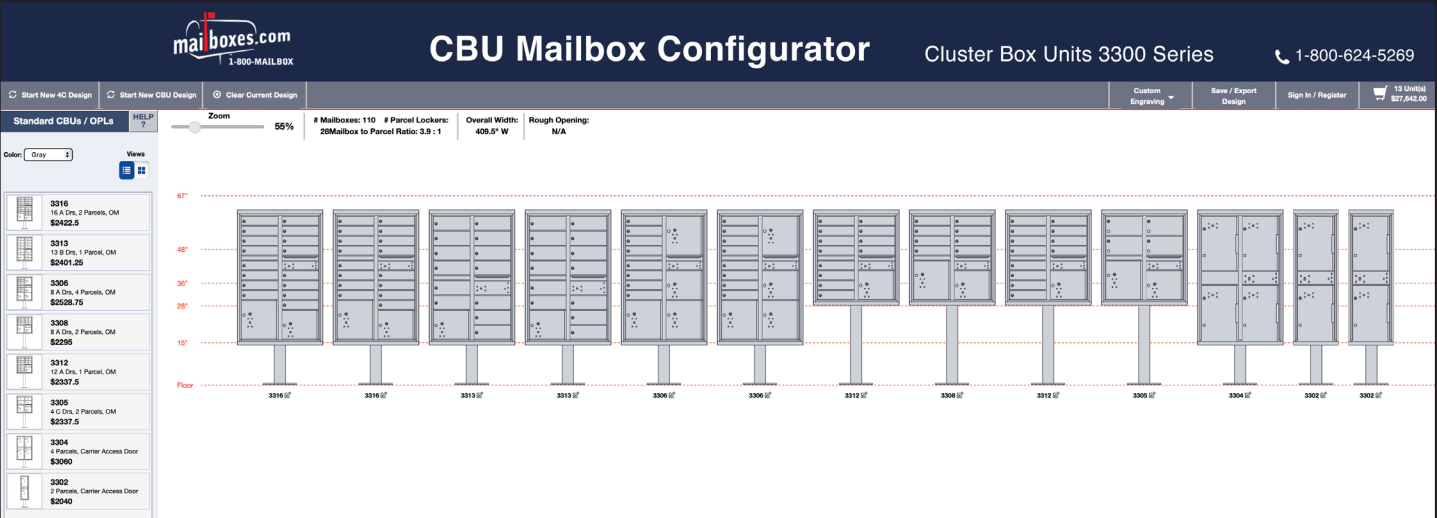 mailboxes.com
1-800-MAILBOX
CBU Mailbox Configurator
Cluster Box Units 3300 Series
1-800-624-5269
Start New 4C Design
Start New CBU Design
Clear Current Design
Custom
Engraving
Save / Export
Design
Sign In / Register
13 Unit(s)
$27,642.00
Standard CBUs / OPLs
HELP
?
Zoom
55%
# Mailboxes: 110 # Parcel Lockers:
28Mailbox to Parcel Ratio: 3.9 : 1
Overall Width:
409.5" W
Rough Opening:
N/A
Color: Gray
Views
3316
16 A Drs, 2 Parcels, OM
$2422.5
3313
13 B Drs, 1 Parcel, OM
$2401.25
3306
8 A Drs, 4 Parcels, OM
$2528.75
3308
8 A Drs, 2 Parcels, OM
$2295
3312
12 A Drs, 1 Parcel, OM
$2337.5
3305
4 C Drs, 2 Parcels, OM
$2337.5
3304
4 Parcels, Carrier Access Door
$3060
3302
2 Parcels, Carrier Access Door
$2040
67"
48"
36"
28"
15"
Floor
3316
3316
3313
3313
3306
3306
3312
3308
3312
3305
3304
3302
3302